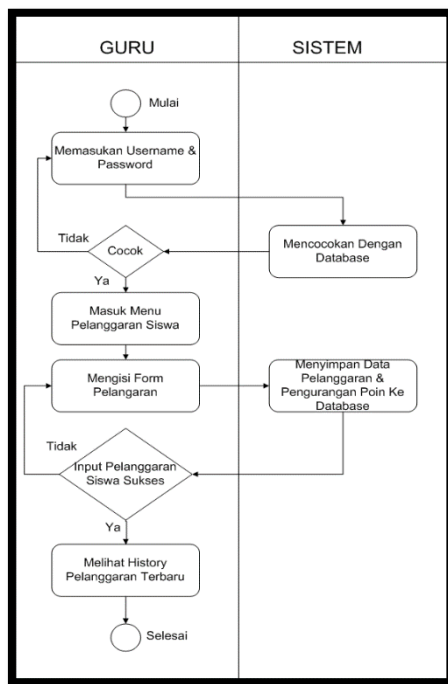 GURU
SISTEM
Mulai
Memasukan Username &
Password
Tidak
Cocok
Mencocokan Dengan
Database
Ya
Masuk Menu
Pelanggaran Siswa
Mengisi Form
Pelangaran
Menyimpan Data
Pelanggaran &
Pengurangan Poin Ke
Database
Tidak
Input Pelanggaran
Siswa Sukses
Ya
Melihat History
Pelanggaran Terbaru
Selesai